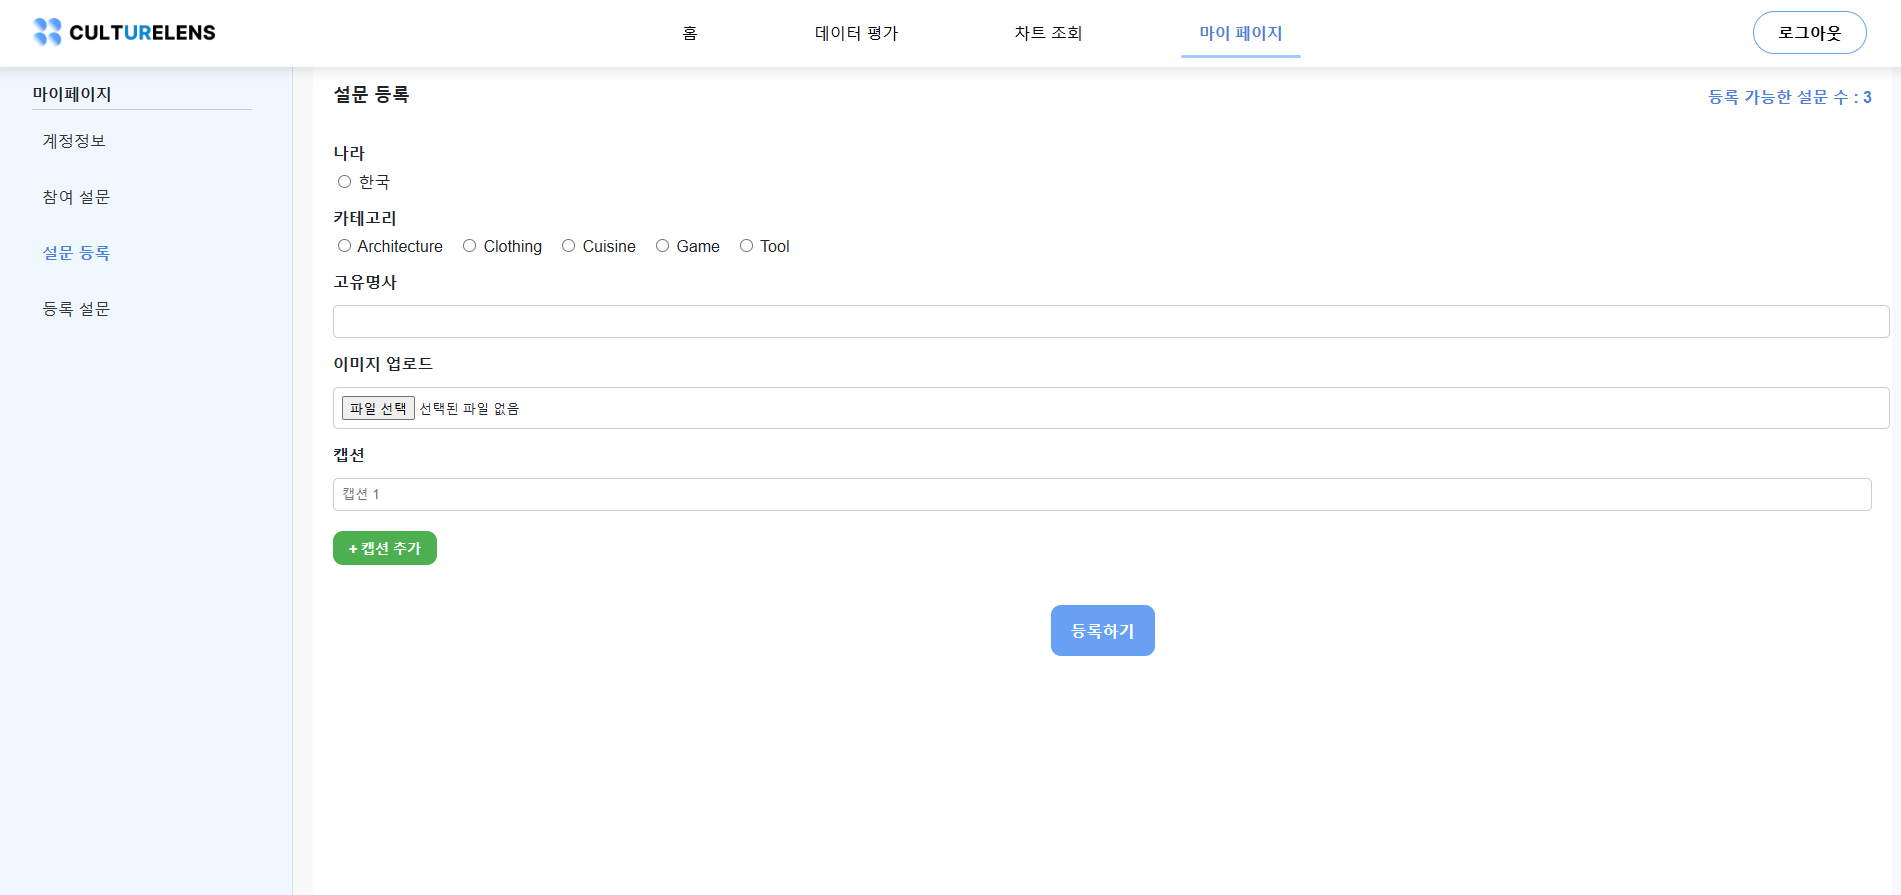 CULTURELENS
홈
데이터 평가
차트 조회
마이 페이지
로그아웃
마이페이지
계정정보
참여 설문
설문 등록
등록 설문
설문 등록
등록 가능한 설문 수 : 3
나라
한국
카테고리
Architecture Clothing Cuisine Game Tool
고유명사
이미지 업로드
파일 선택 선택된 파일 없음
캡션
캡션 1
+ 캡션 추가
등록하기